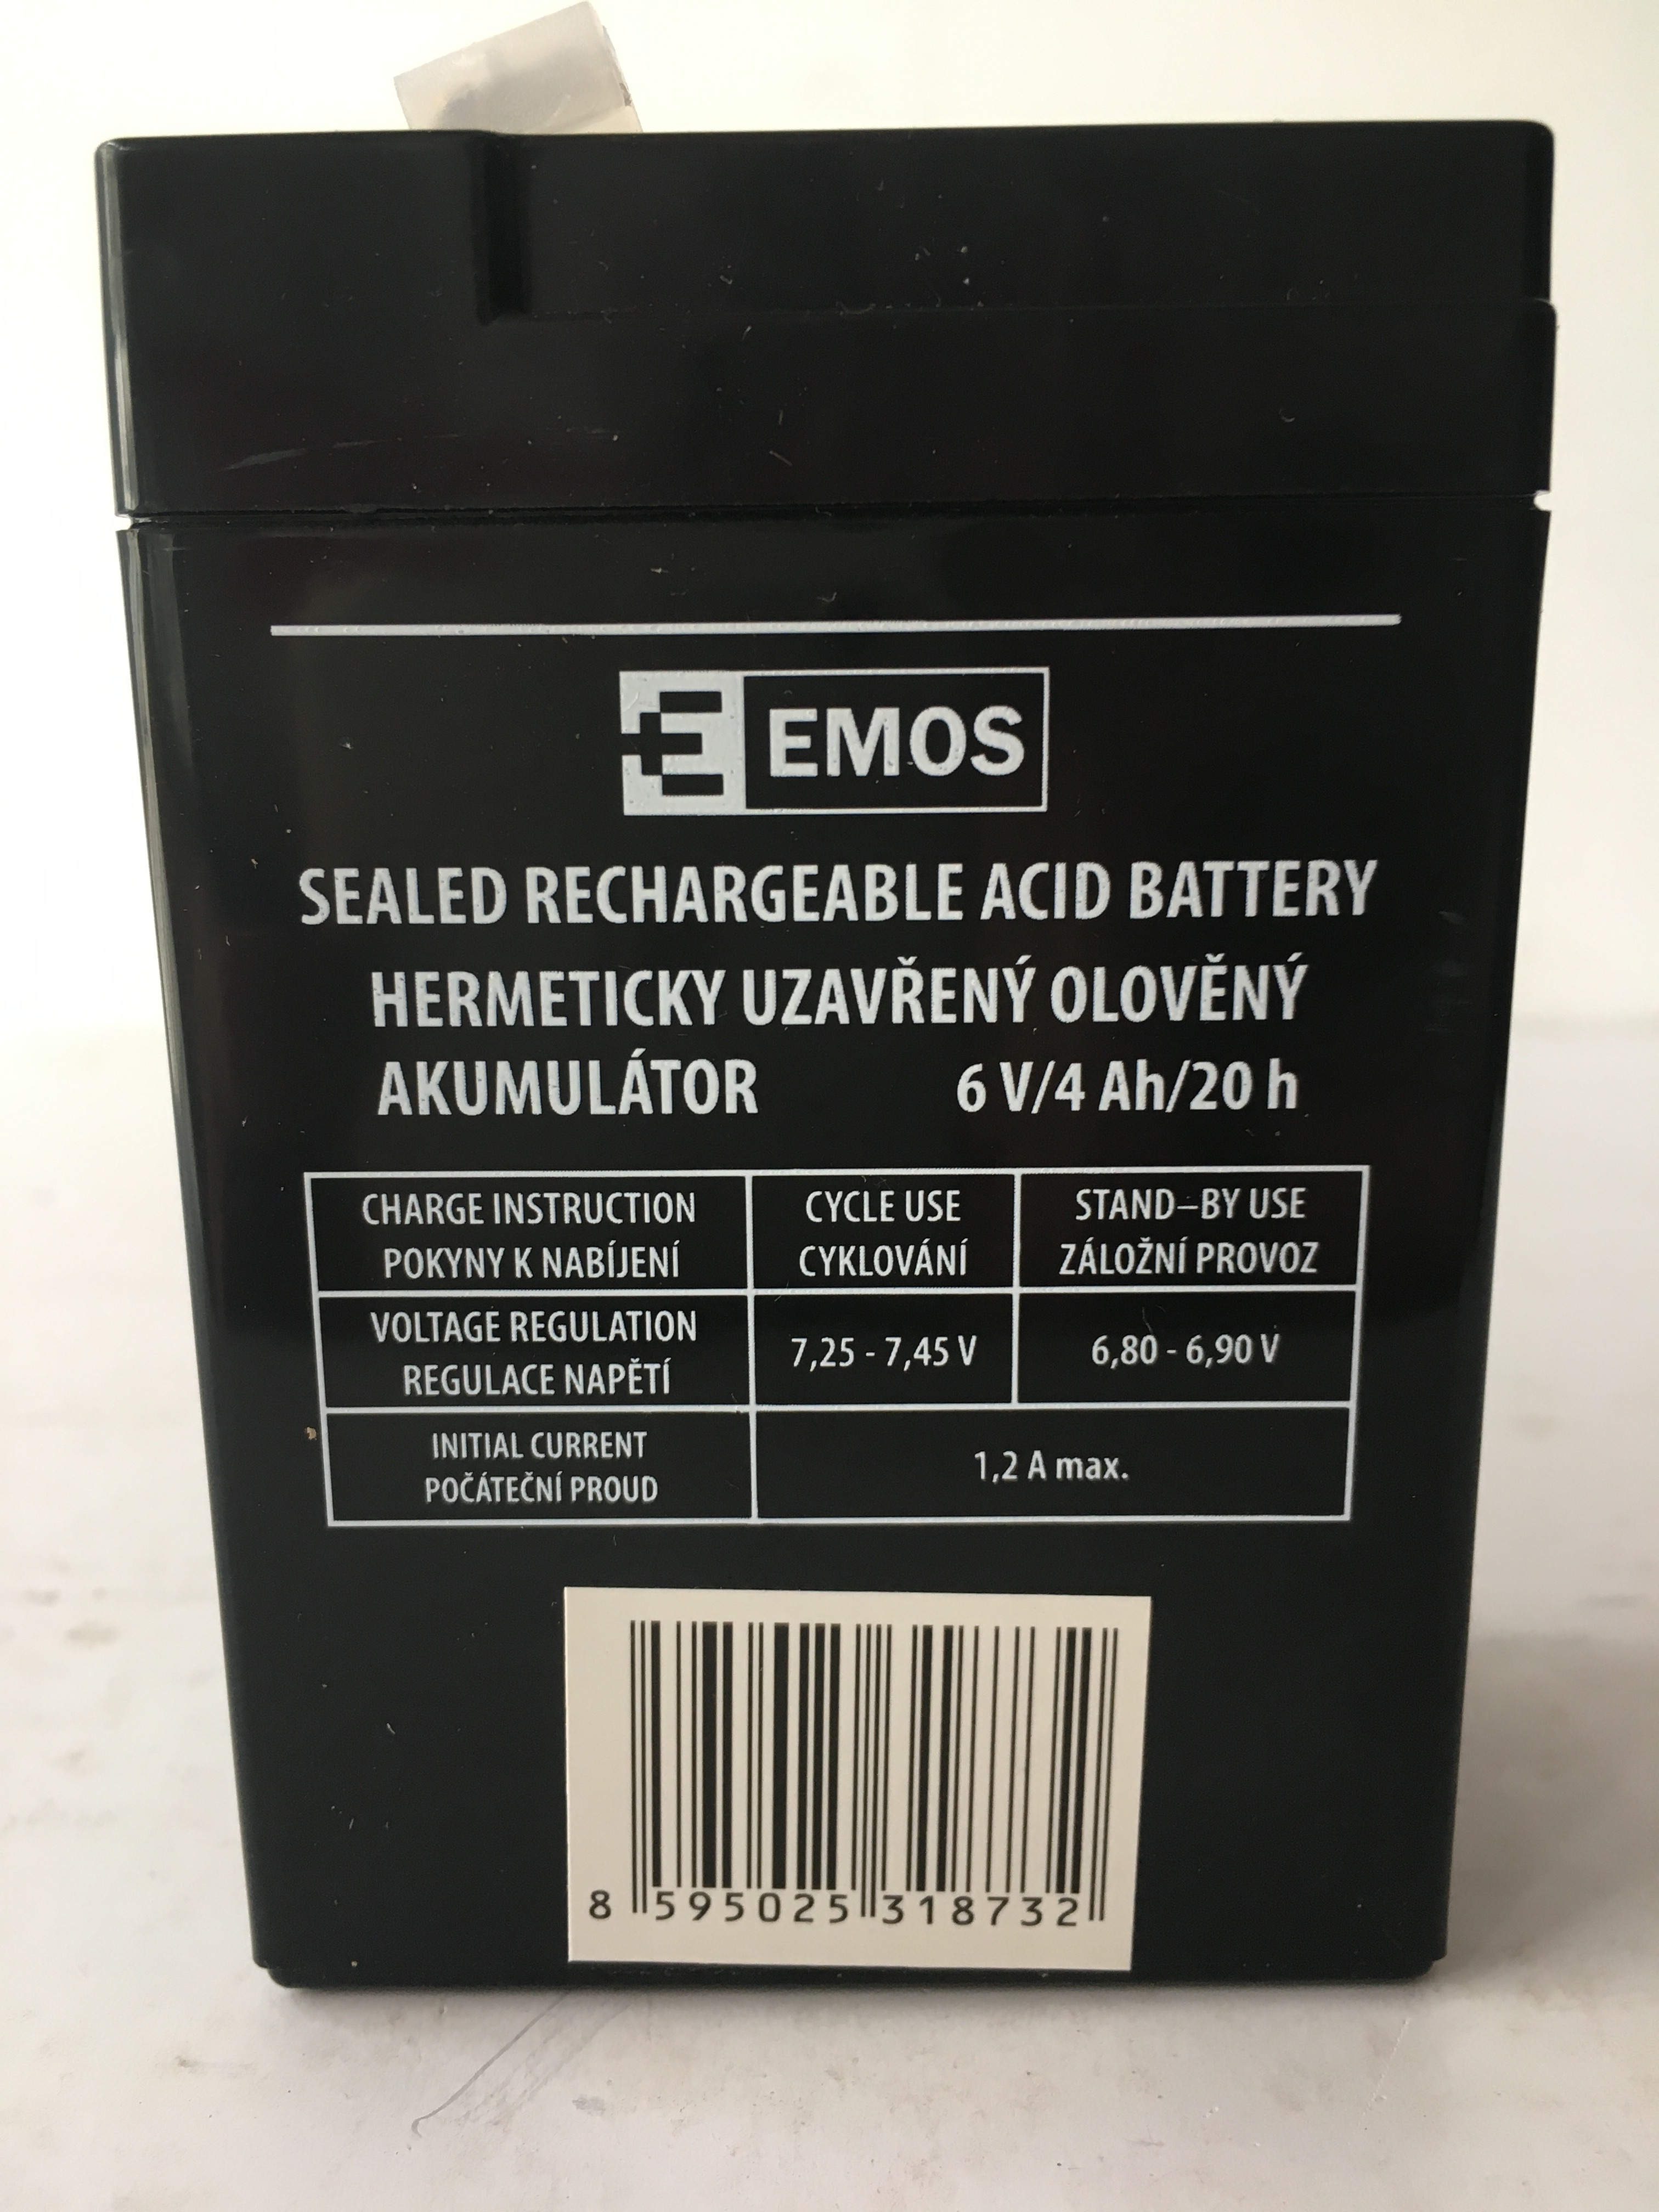 EMOS
SEALED RECHARGEABLE ACID BATTERY
HERMETICKY UZAVŘENÝ OLOVĚNÝ
AKUMULÁTOR 6 V/4 Ah/20 h
CHARGE INSTRUCTION
POKYNY K NABÍJENÍ
CYCLE USE
CYKLOVÁNÍ
STAND–BY USE
ZÁLOŽNÍ PROVOZ
VOLTAGE REGULATION
REGULACE NAPĚTÍ
7,25 - 7,45 V
6,80 - 6,90 V
INITIAL CURRENT
POČÁTEČNÍ PROUD
1,2 A max.
8 595025 318732